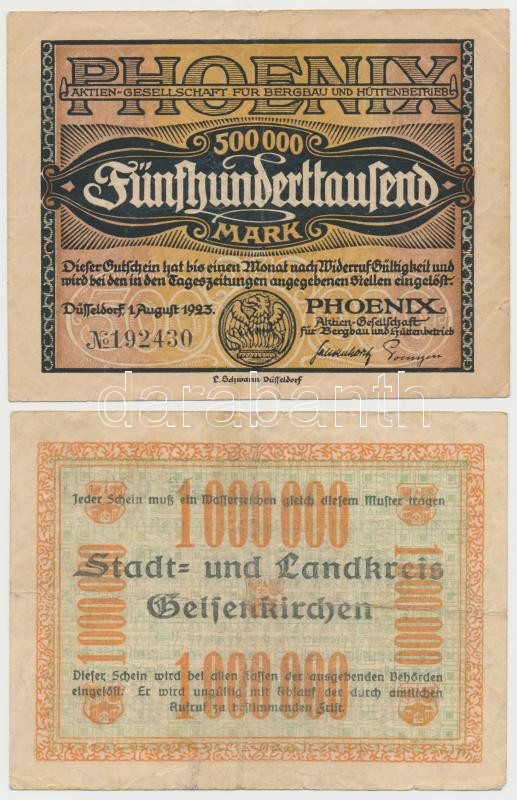 PHOENIX
AKTIEN-GESELLSCHAFT FÜR BERGBAU UND HÜTTENBETRIEB
500000
Fünfhunderttausend
MARK
Dieser Gutschein hat bis einen Monat nach Widerruf Gültigkeit und
wird bei den in den Tageszeitungen angegebenen Stellen eingelöst.
Düsseldorf, 1. August 1923.
№ 192430
PHOENIX
Aktien-Gesellschaft
für Bergbau und Hüttenbetrieb
L. Schwann, Düsseldorf
darabanth
1 000 000
Jeder Schein muß ein Wasserzeichen gleich diesem Muster tragen
1 000 000
Stadt- und Landkreis
Gelsenkirchen
1 000 000
Dieser Schein wird bei allen Kassen der ausgebenden Behörden
eingelöst. Er wird ungültig mit Ablauf der durch amtlichen
Aufruf zu bestimmenden Frist.
1 000 000
darabanth